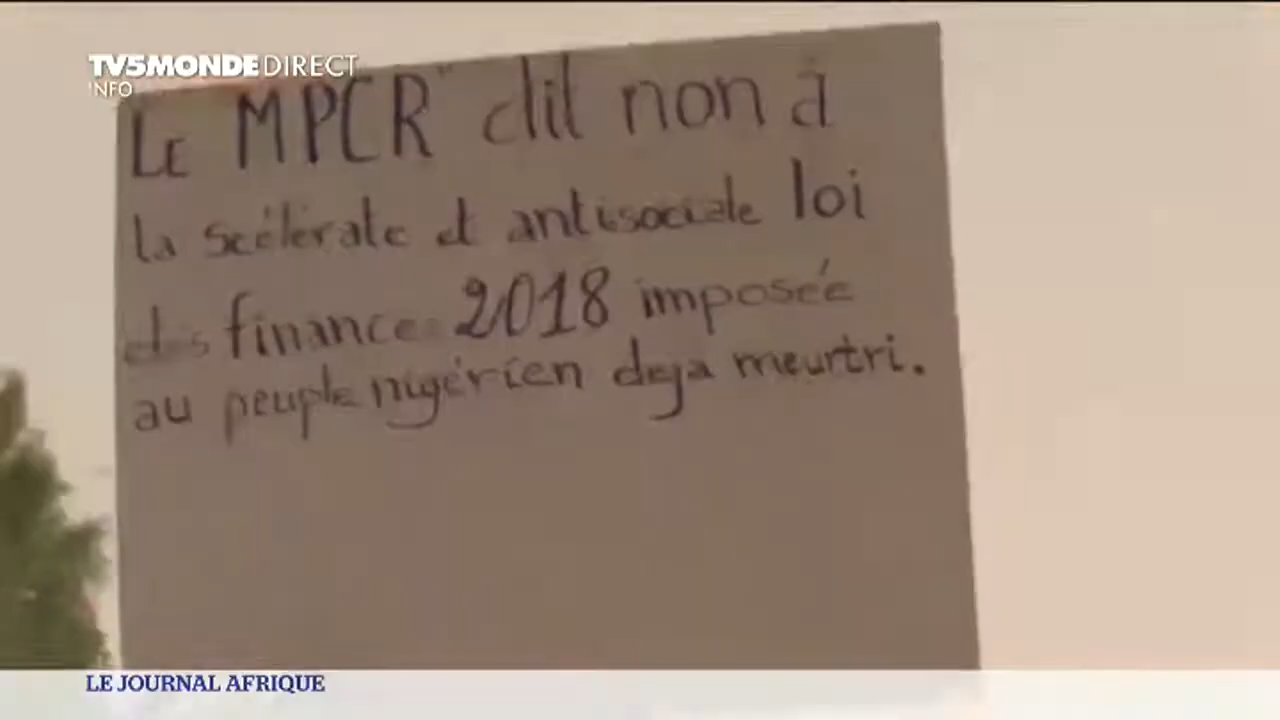 TV5MONDE DIRECT
INFO
LE MPCR" dit non à
la scélérate et antisociale loi
des finances 2018 imposée
au peuple nigérien deja meurtri.
LE JOURNAL AFRIQUE